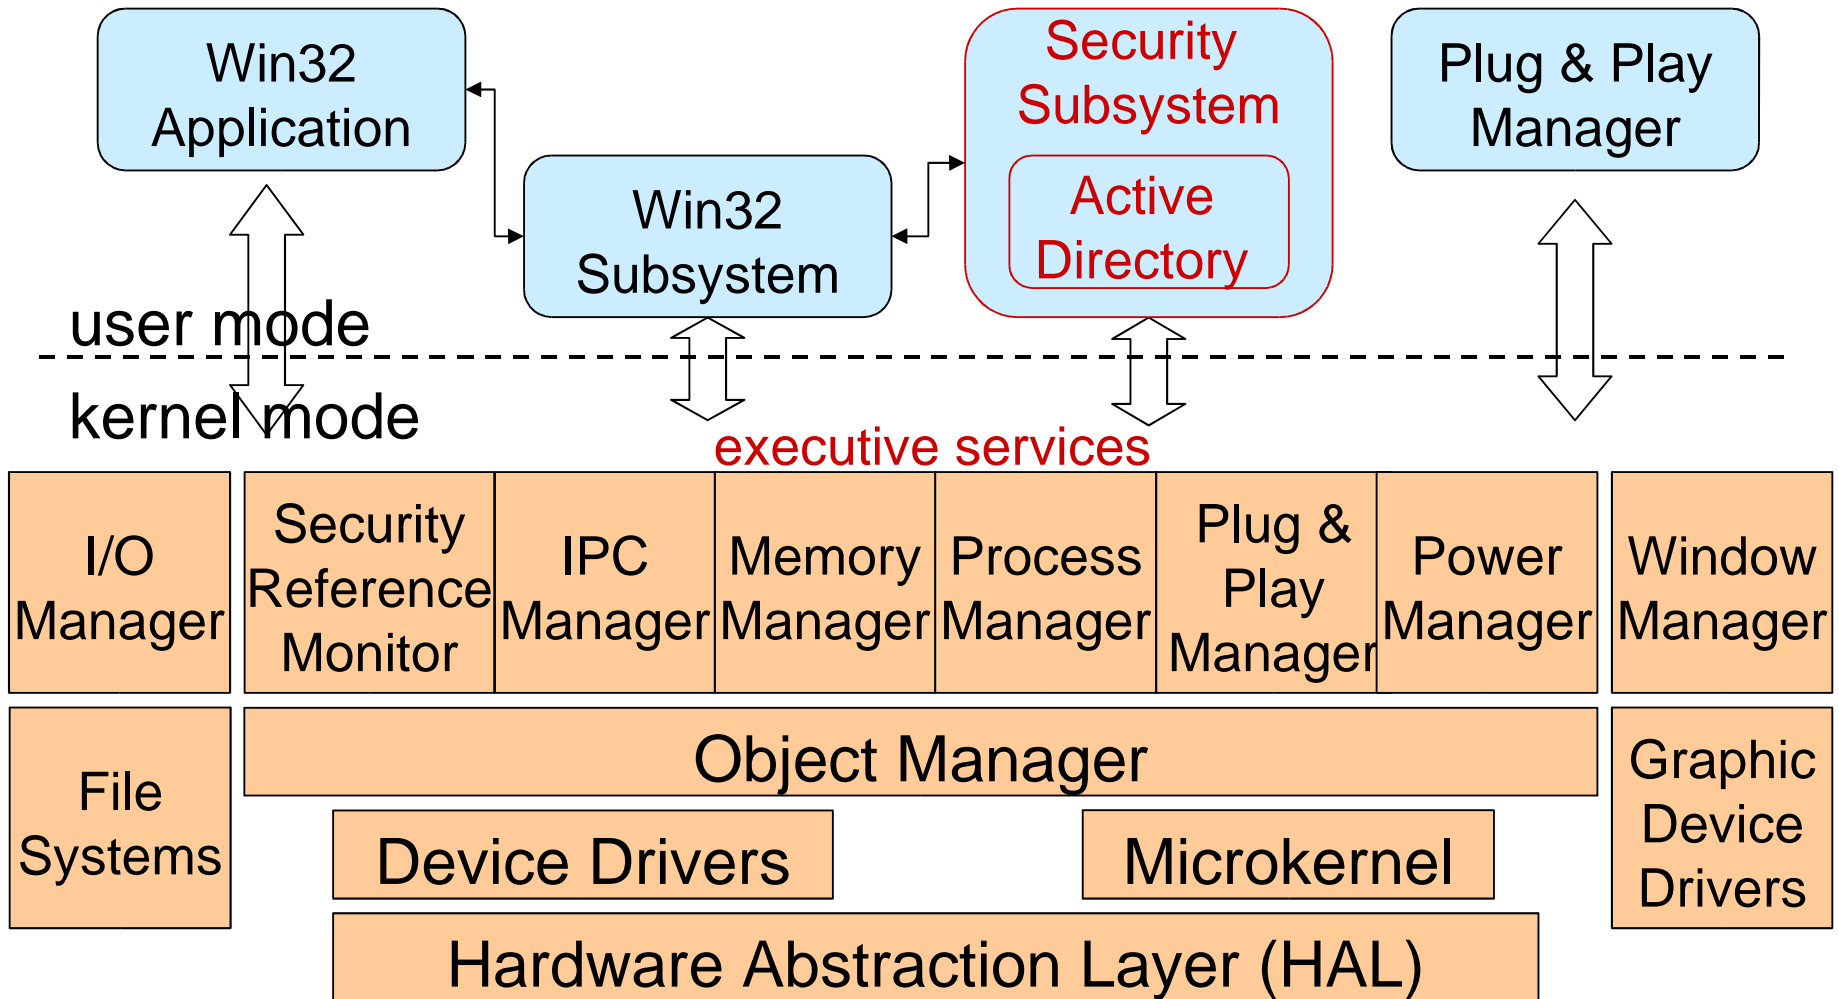 Win32
Application
Win32
Subsystem
Security
Subsystem
Active
Directory
Plug & Play
Manager
user mode
kernel mode
executive services
I/O
Manager
Security
Reference
Monitor
IPC
Manager
Memory
Manager
Process
Manager
Plug &
Play
Manager
Power
Manager
Window
Manager
File
Systems
Object Manager
Graphic
Device
Drivers
Device Drivers
Microkernel
Hardware Abstraction Layer (HAL)